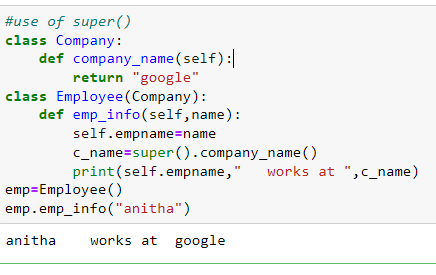 #use of super()
class Company:
    def company_name(self):
        return "google"
class Employee(Company):
    def emp_info(self,name):
        self.empname=name
        c_name=super().company_name()
        print(self.empname,"   works at ",c_name)
emp=Employee()
emp.emp_info("anitha")
anitha    works at  google